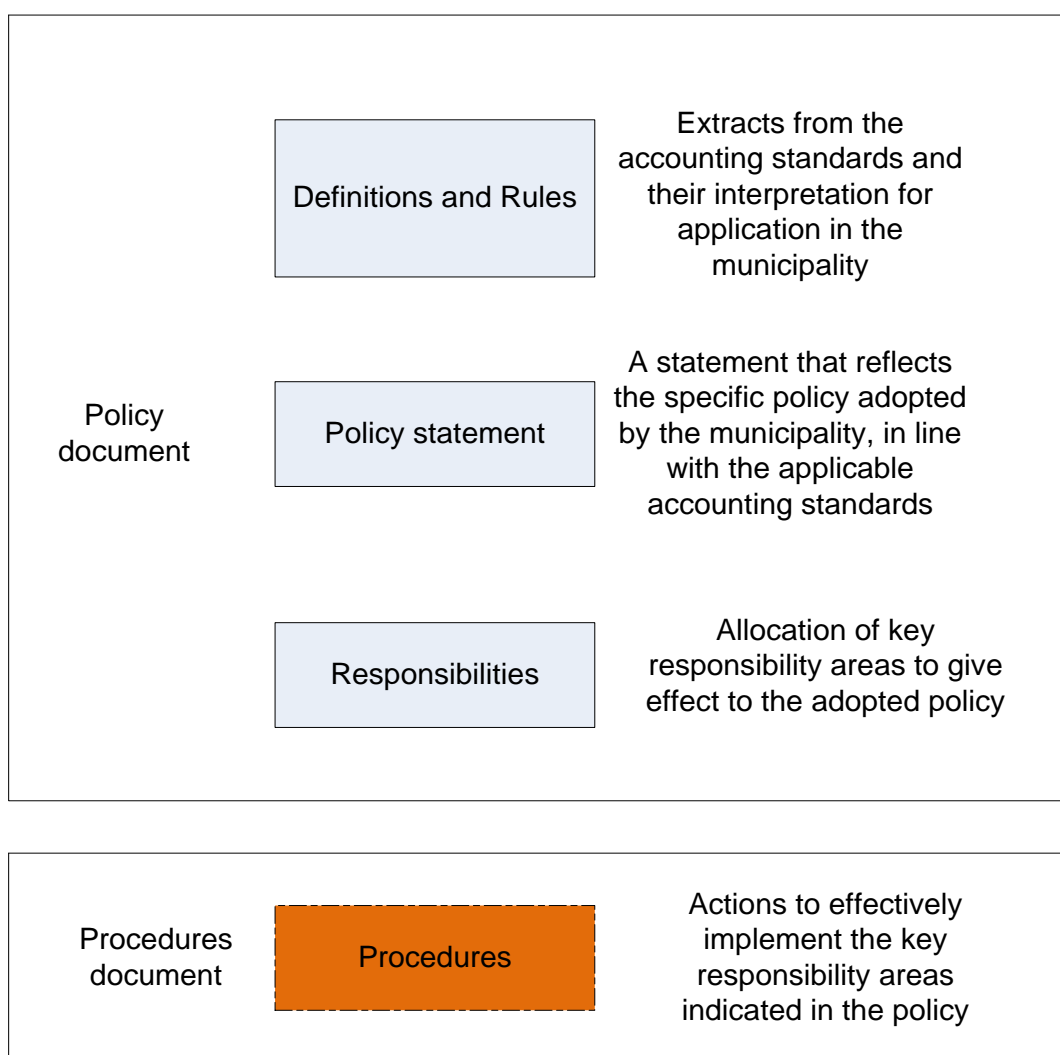 Definitions and Rules
Extracts from the
accounting standards and
their interpretation for
application in the
municipality
Policy
document
Policy statement
A statement that reflects
the specific policy adopted
by the municipality, in line
with the applicable
accounting standards
Responsibilities
Allocation of key
responsibility areas to give
effect to the adopted policy
Procedures
document
Procedures
Actions to effectively
implement the key
responsibility areas
indicated in the policy